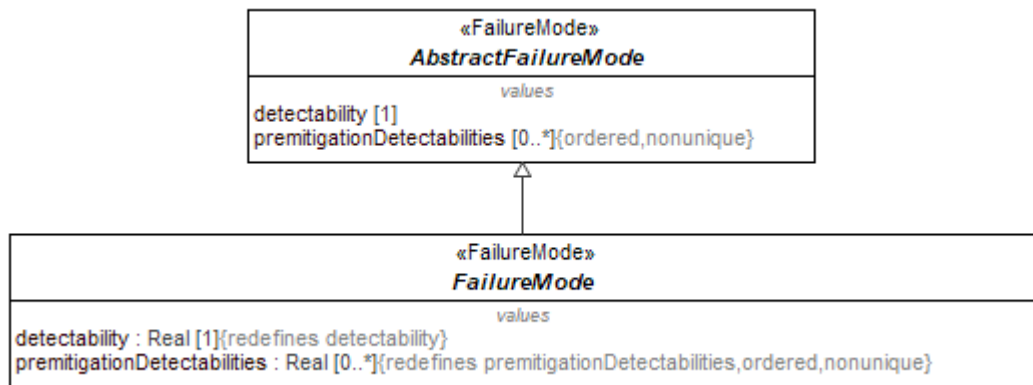 «FailureMode»
AbstractFailureMode
values
detectability [1]
premitigationDetectabilities [0..*]{ordered,nonunique}
«FailureMode»
FailureMode
values
detectability : Real [1]{redefines detectability}
premitigationDetectabilities : Real [0..*]{redefines premitigationDetectabilities,ordered,nonunique}